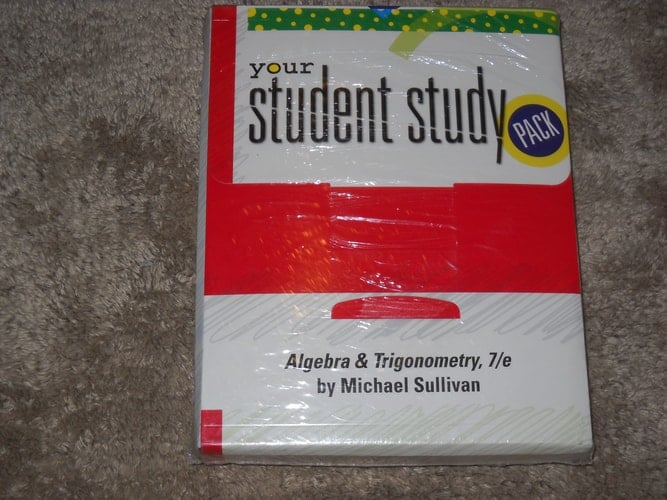 your
student study
PACK
Algebra & Trigonometry, 7/e
by Michael Sullivan